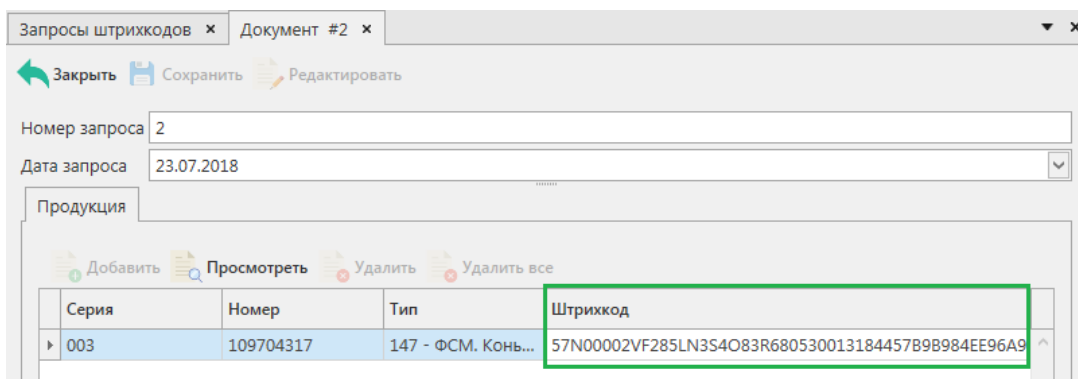 Запросы штрихкодов × Документ #2 ×
Закрыть Сохранить Редактировать
Номер запроса 2
Дата запроса 23.07.2018
Продукция
Добавить Просмотреть Удалить Удалить все
Серия Номер Тип Штрихкод
003 109704317 147 - ФСМ. Конь... 57N00002VF285LN3S4O83R680530013184457B9B984EE96A9